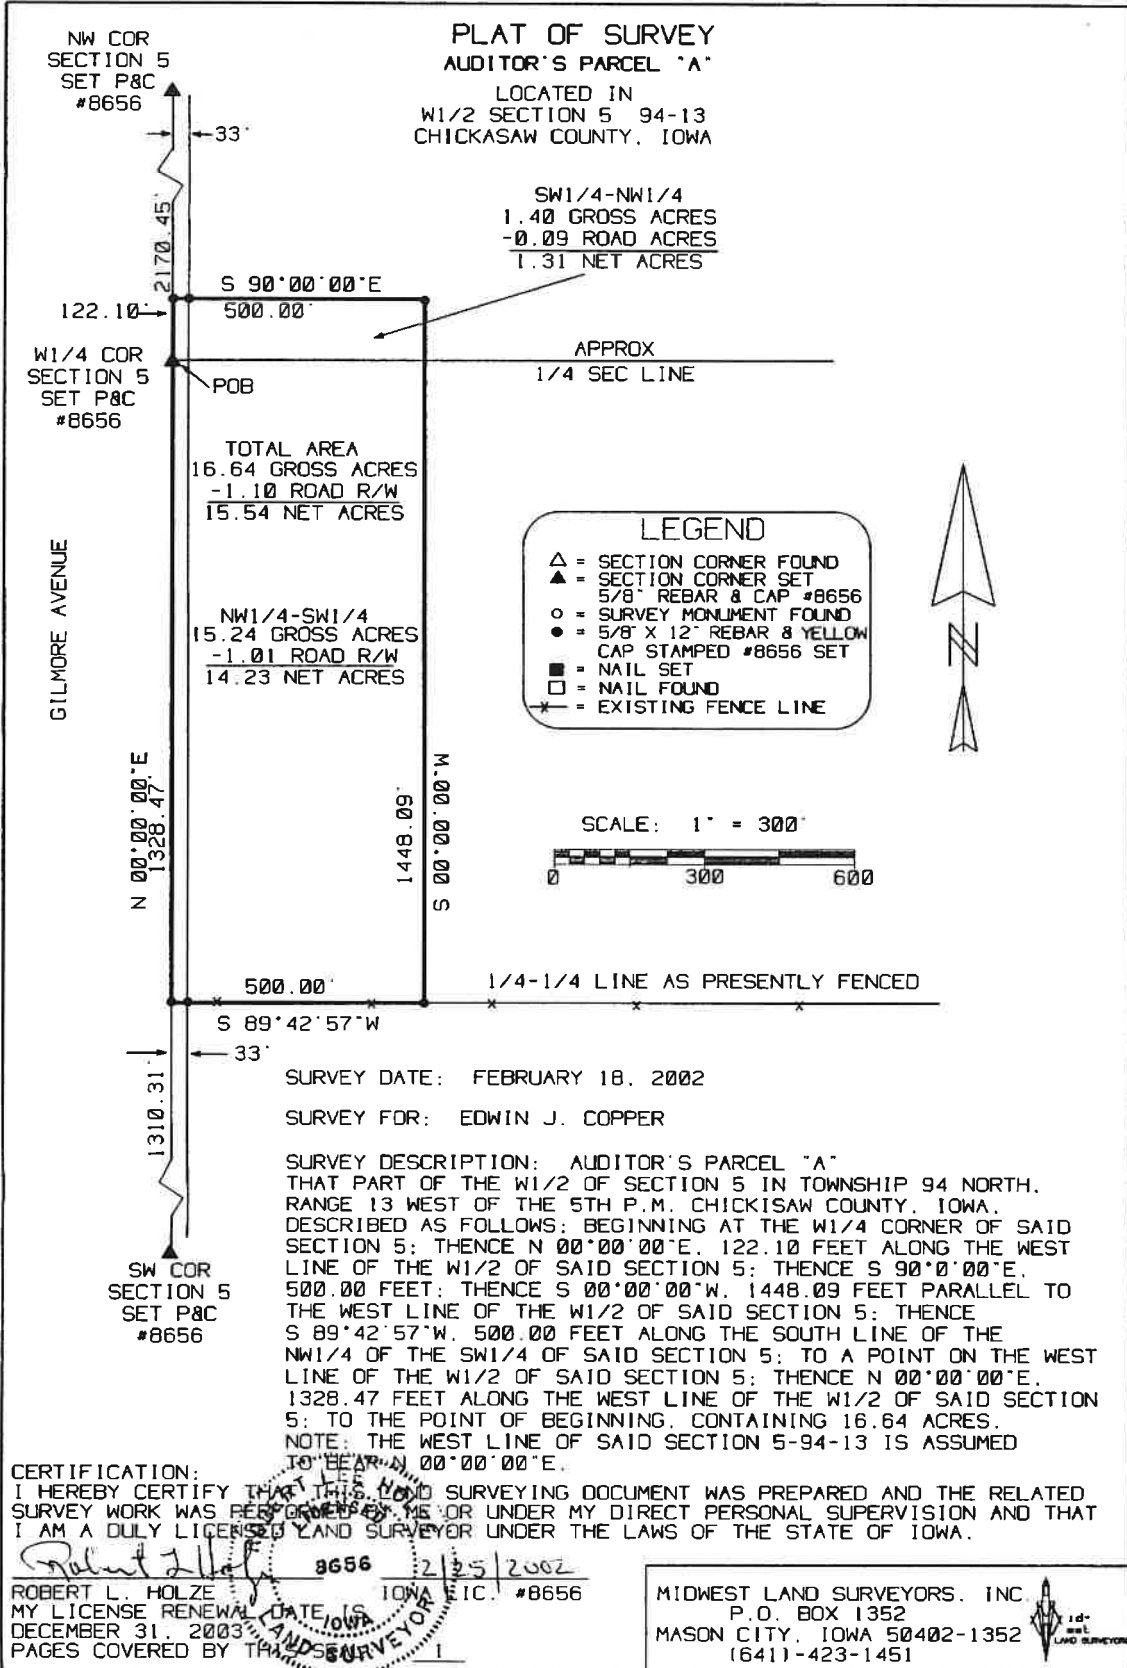 PLAT OF SURVEY
AUDITOR'S PARCEL "A"
LOCATED IN
W1/2 SECTION 5 94-13
CHICKASAW COUNTY, IOWA
NW COR
SECTION 5
SET P&C
#8656
33'
2170.45'
SW1/4-NW1/4
1.40 GROSS ACRES
-0.09 ROAD ACRES
1.31 NET ACRES
S 90°00'00"E
500.00'
122.10'
W1/4 COR
SECTION 5
SET P&C
#8656
POB
APPROX
1/4 SEC LINE
TOTAL AREA
16.64 GROSS ACRES
-1.10 ROAD R/W
15.54 NET ACRES
GILMORE AVENUE
NW1/4-SW1/4
15.24 GROSS ACRES
-1.01 ROAD R/W
14.23 NET ACRES
LEGEND
△ = SECTION CORNER FOUND
▲ = SECTION CORNER SET
5/8" REBAR & CAP #8656
○ = SURVEY MONUMENT FOUND
● = 5/8" X 12" REBAR & YELLOW
CAP STAMPED #8656 SET
■ = NAIL SET
□ = NAIL FOUND
-x- = EXISTING FENCE LINE
N
N 00°00'00"E
1328.47'
1448.09'
S 00°00'00"W
SCALE: 1" = 300'
0 300 600
500.00'
S 89°42'57"W
1/4-1/4 LINE AS PRESENTLY FENCED
33'
1310.31'
SW COR
SECTION 5
SET P&C
#8656
SURVEY DATE: FEBRUARY 18, 2002
SURVEY FOR: EDWIN J. COPPER
SURVEY DESCRIPTION: AUDITOR'S PARCEL "A"
THAT PART OF THE W1/2 OF SECTION 5 IN TOWNSHIP 94 NORTH,
RANGE 13 WEST OF THE 5TH P.M. CHICKISAW COUNTY, IOWA,
DESCRIBED AS FOLLOWS; BEGINNING AT THE W1/4 CORNER OF SAID
SECTION 5; THENCE N 00°00'00"E, 122.10 FEET ALONG THE WEST
LINE OF THE W1/2 OF SAID SECTION 5; THENCE S 90°0'00"E,
500.00 FEET; THENCE S 00°00'00"W, 1448.09 FEET PARALLEL TO
THE WEST LINE OF THE W1/2 OF SAID SECTION 5; THENCE
S 89°42'57"W, 500.00 FEET ALONG THE SOUTH LINE OF THE
NW1/4 OF THE SW1/4 OF SAID SECTION 5; TO A POINT ON THE WEST
LINE OF THE W1/2 OF SAID SECTION 5; THENCE N 00°00'00"E,
1328.47 FEET ALONG THE WEST LINE OF THE W1/2 OF SAID SECTION
5; TO THE POINT OF BEGINNING, CONTAINING 16.64 ACRES.
NOTE: THE WEST LINE OF SAID SECTION 5-94-13 IS ASSUMED
TO BEAR N 00°00'00"E.
CERTIFICATION:
I HEREBY CERTIFY THAT THIS LAND SURVEYING DOCUMENT WAS PREPARED AND THE RELATED
SURVEY WORK WAS PERFORMED BY ME OR UNDER MY DIRECT PERSONAL SUPERVISION AND THAT
I AM A DULY LICENSED LAND SURVEYOR UNDER THE LAWS OF THE STATE OF IOWA.
8656
IOWA
LAND SURVEYOR
2/25/2002
ROBERT L. HOLZE IOWA LIC. #8656
MY LICENSE RENEWAL DATE IS
DECEMBER 31, 2003
PAGES COVERED BY THIS SEAL 1
MIDWEST LAND SURVEYORS, INC.
P.O. BOX 1352
MASON CITY, IOWA 50402-1352
(641)-423-1451
LAND SURVEYORS